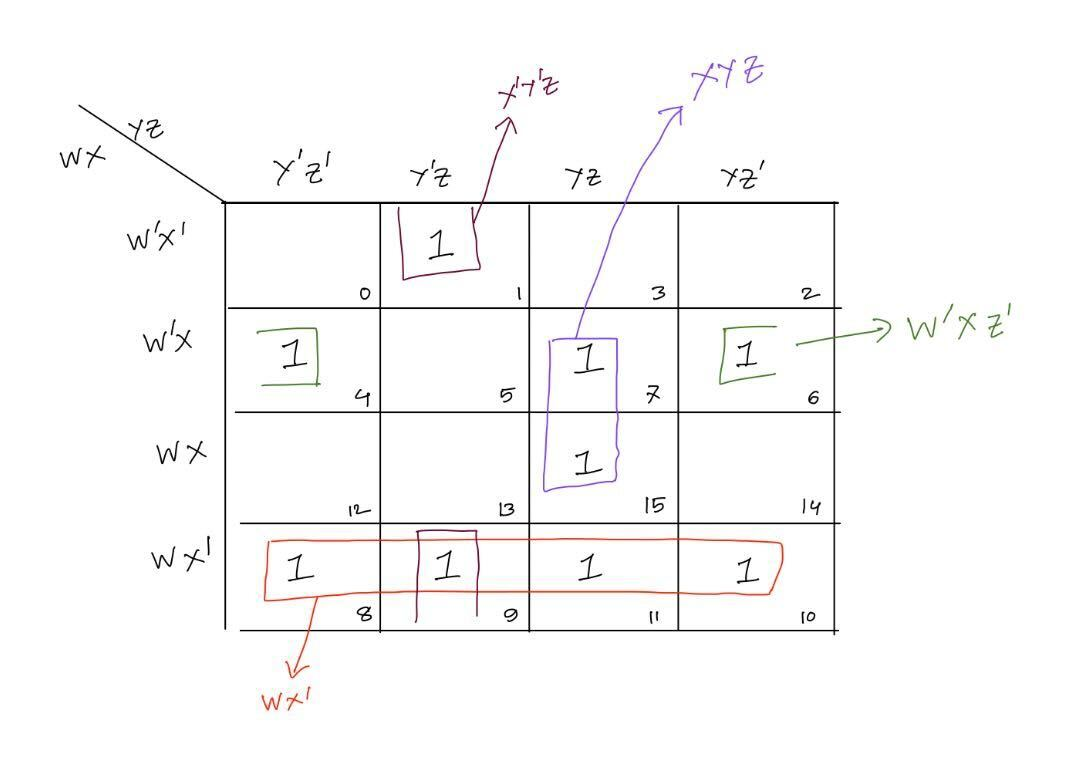 X'Y'Z
XYZ
YZ
WX
Y'Z' Y'Z YZ YZ'
W'X' 1
0 1 3 2
W'X 1 1 1 → W'XZ'
4 5 7 6
WX 1
12 13 15 14
WX' 1 1 1 1
8 9 11 10
WX'